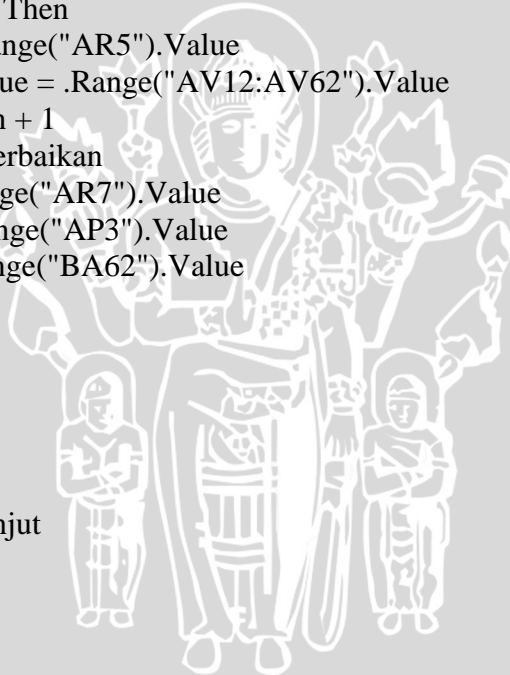 Then
ange("AR5").Value
ue = .Range("AV12:AV62").Value
n + 1
erbaikan
ge("AR7").Value
nge("AP3").Value
nge("BA62").Value
njut